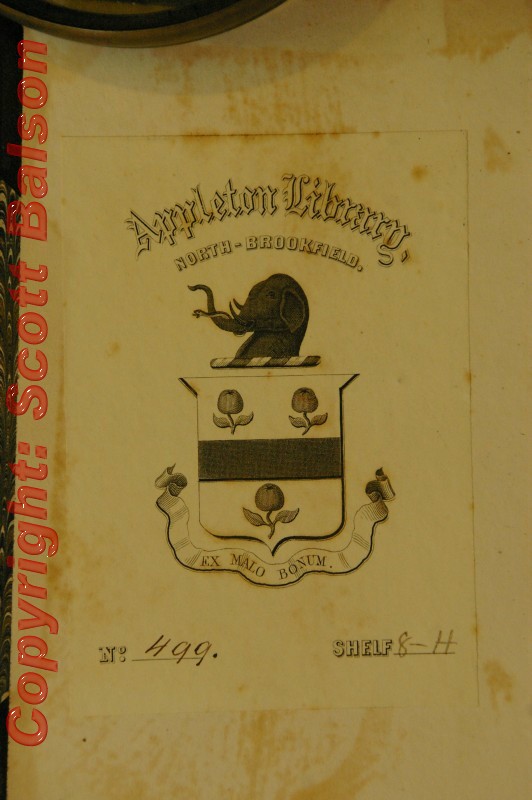 Appleton Library,
NORTH-BROOKFIELD.
EX MALO BONUM.
No: 499.
SHELF 8-H
Copyright: Scott Balson